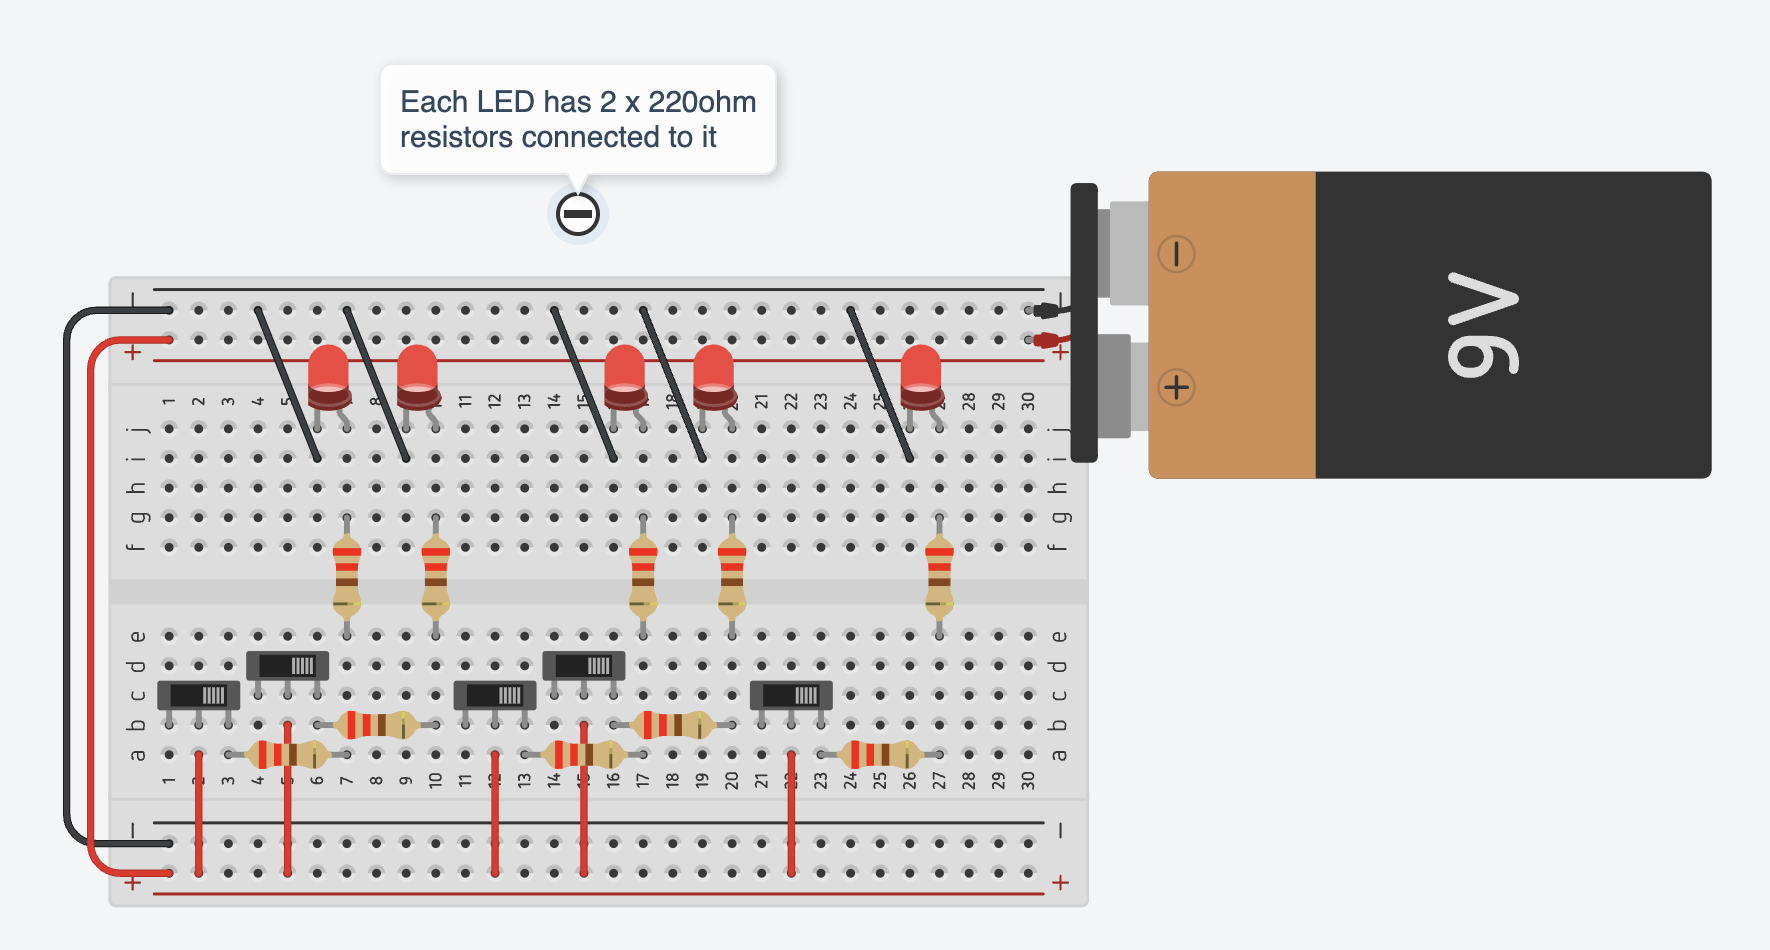 Each LED has 2 x 220ohm
resistors connected to it
−
+
9V
− −
+ +
1 2 3 4 5 8 11 12 13 14 15 18 20 21 22 23 24 25 28 29 30
j j
i i
h h
g g
f f
e e
d d
c c
b b
a a
1 2 3 4 5 6 7 8 9 10 11 12 13 14 15 16 17 18 19 20 21 22 23 24 25 26 27 28 29 30
− −
+ +